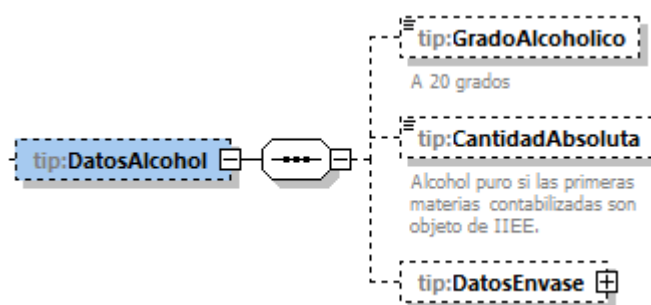 tip:GradoAlcoholico
A 20 grados
tip:DatosAlcohol
tip:CantidadAbsoluta
Alcohol puro si las primeras
materias contabilizadas son
objeto de IIEE.
tip:DatosEnvase